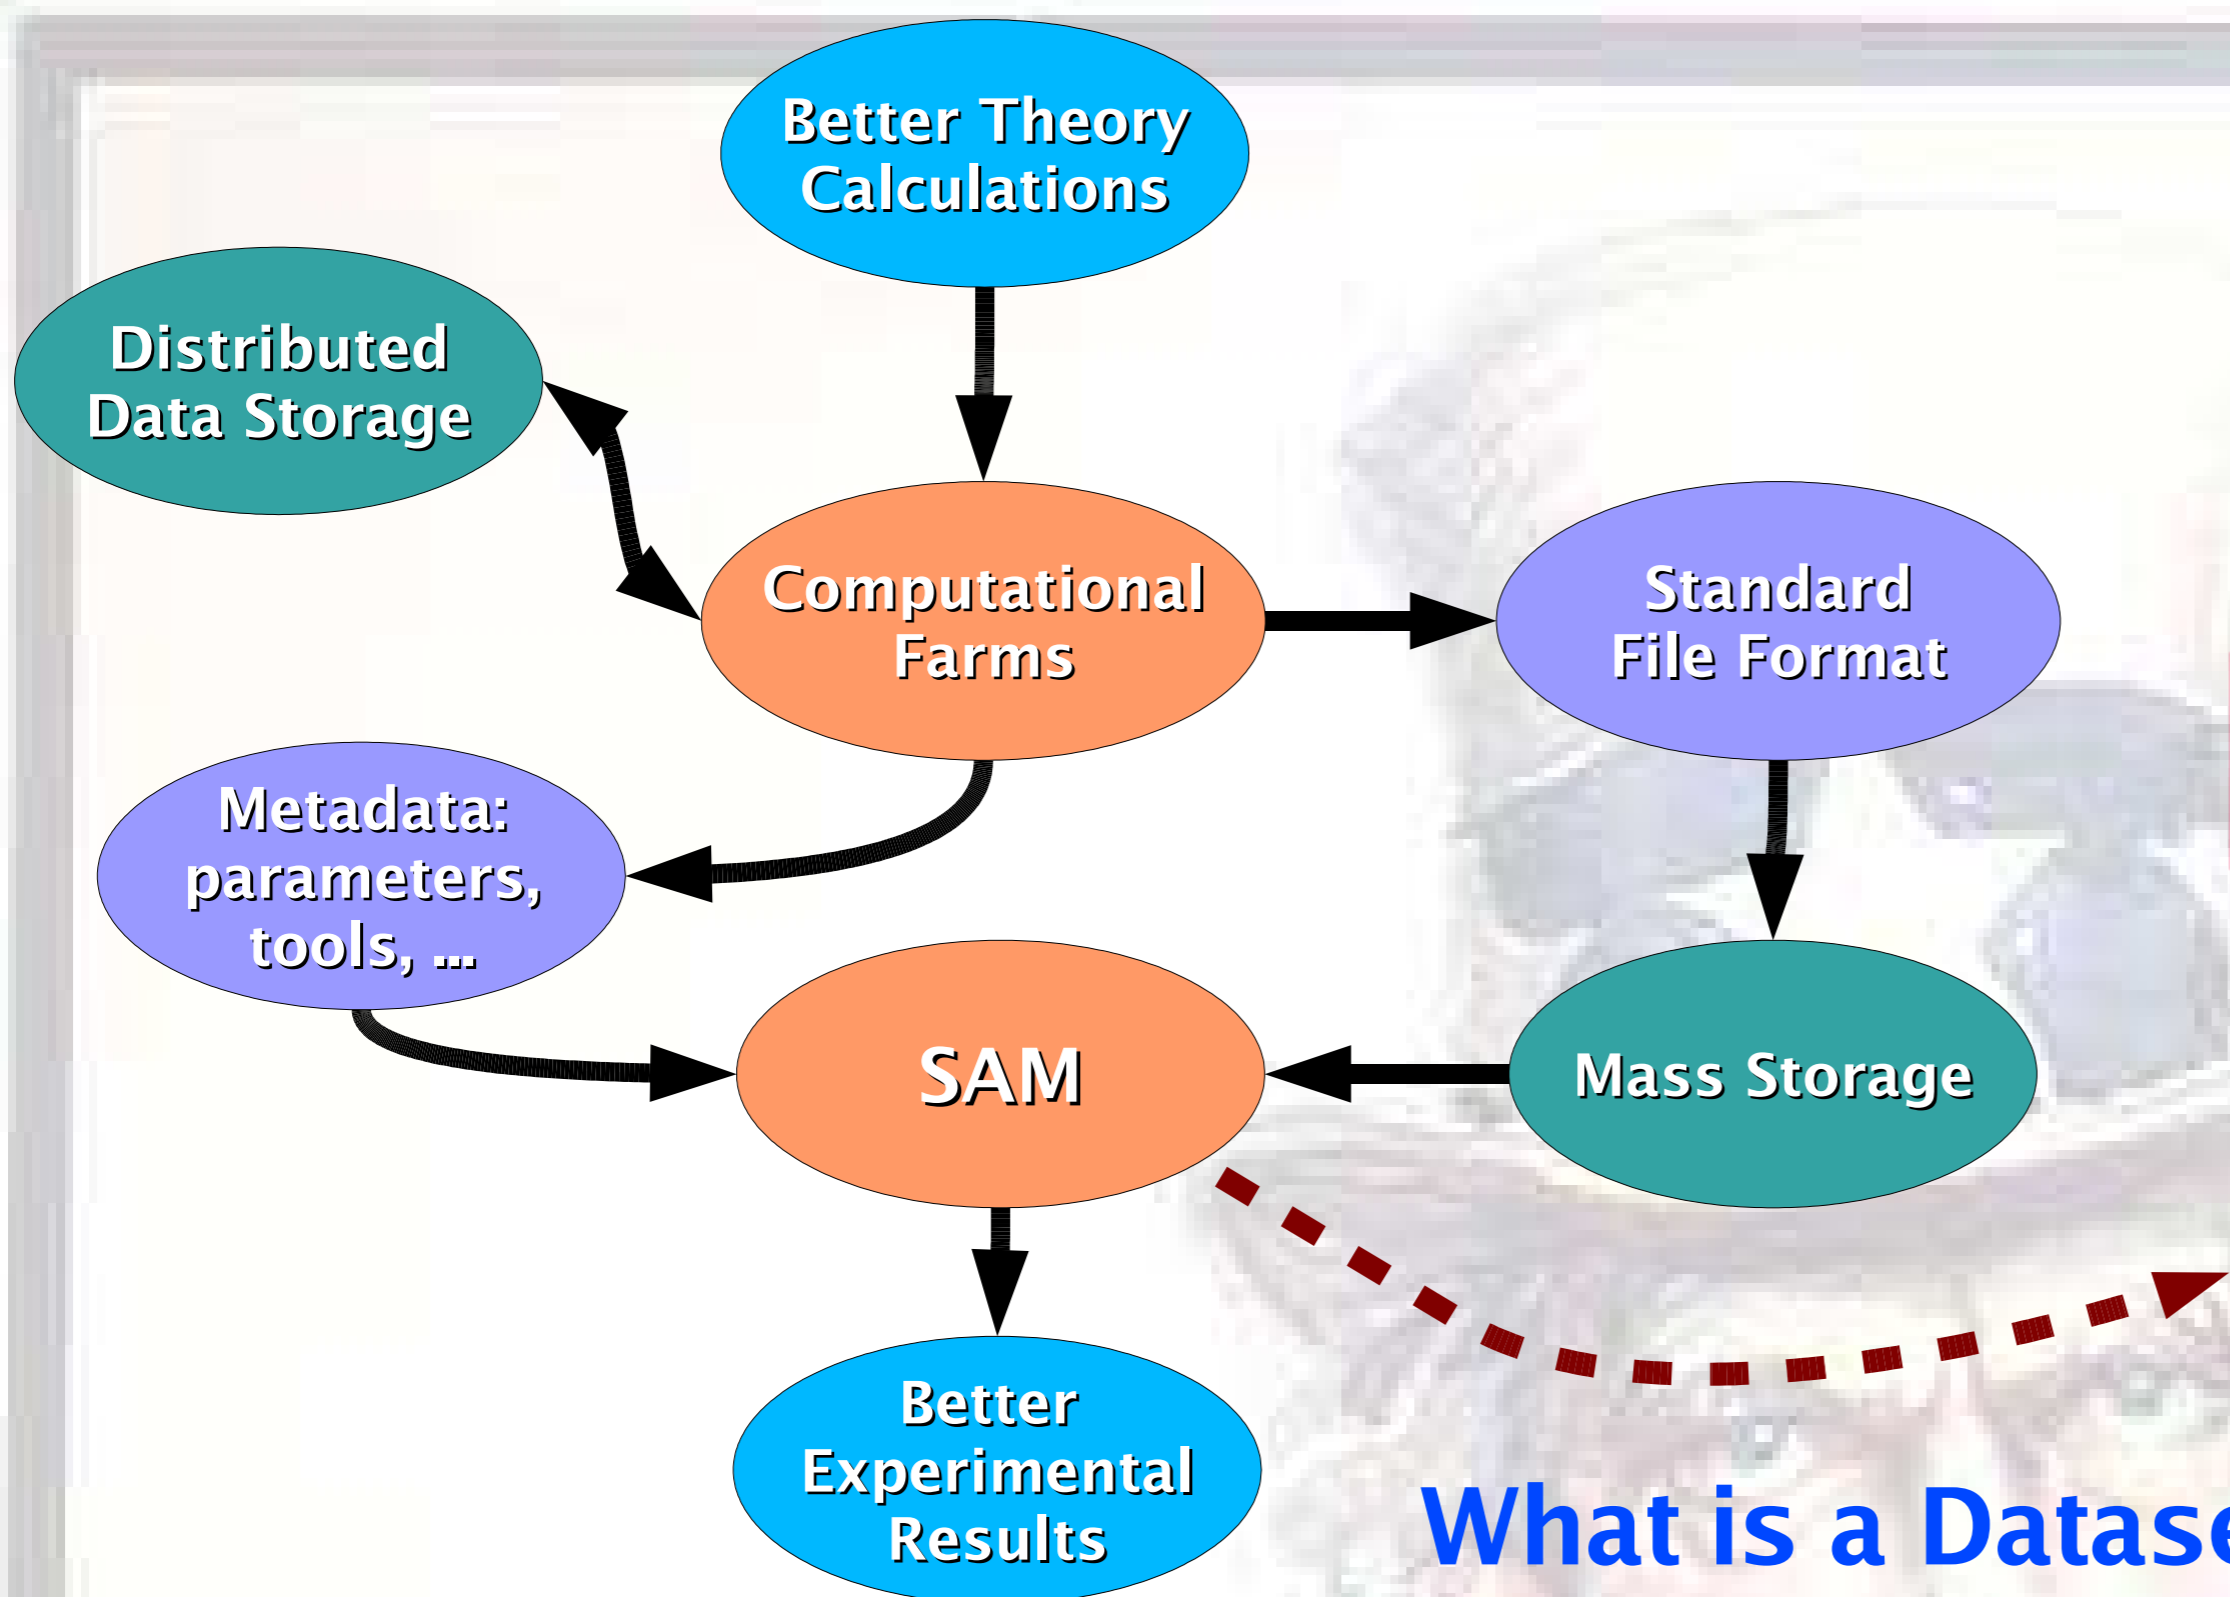 Better Theory
Calculations
Distributed
Data Storage
Computational
Farms
Standard
File Format
Metadata:
parameters,
tools, ...
SAM
Mass Storage
Better
Experimental
Results
What is a